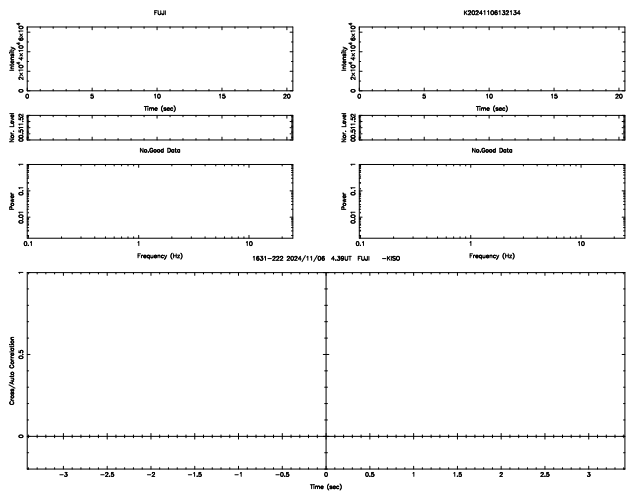 FUJI
K20241106132134
Intensity
0 2×10⁴ 4×10⁴ 6×10⁴
0 5 10 15 20
Time (sec)
Intensity
0 2×10⁴ 4×10⁴ 6×10⁴
0 5 10 15 20
Time (sec)
Nor. Level
00.511.52
No.Good Data
Nor. Level
00.511.52
No.Good Data
Power
1
0.1
0.01
0.1 1 10
Frequency (Hz)
Power
1
0.1
0.01
0.1 1 10
Frequency (Hz)
1631-222 2024/11/06 4.39UT FUJI -KISO
Cross/Auto Correlation
1
0.5
0
-3 -2.5 -2 -1.5 -1 -0.5 0 0.5 1 1.5 2 2.5 3
Time (sec)